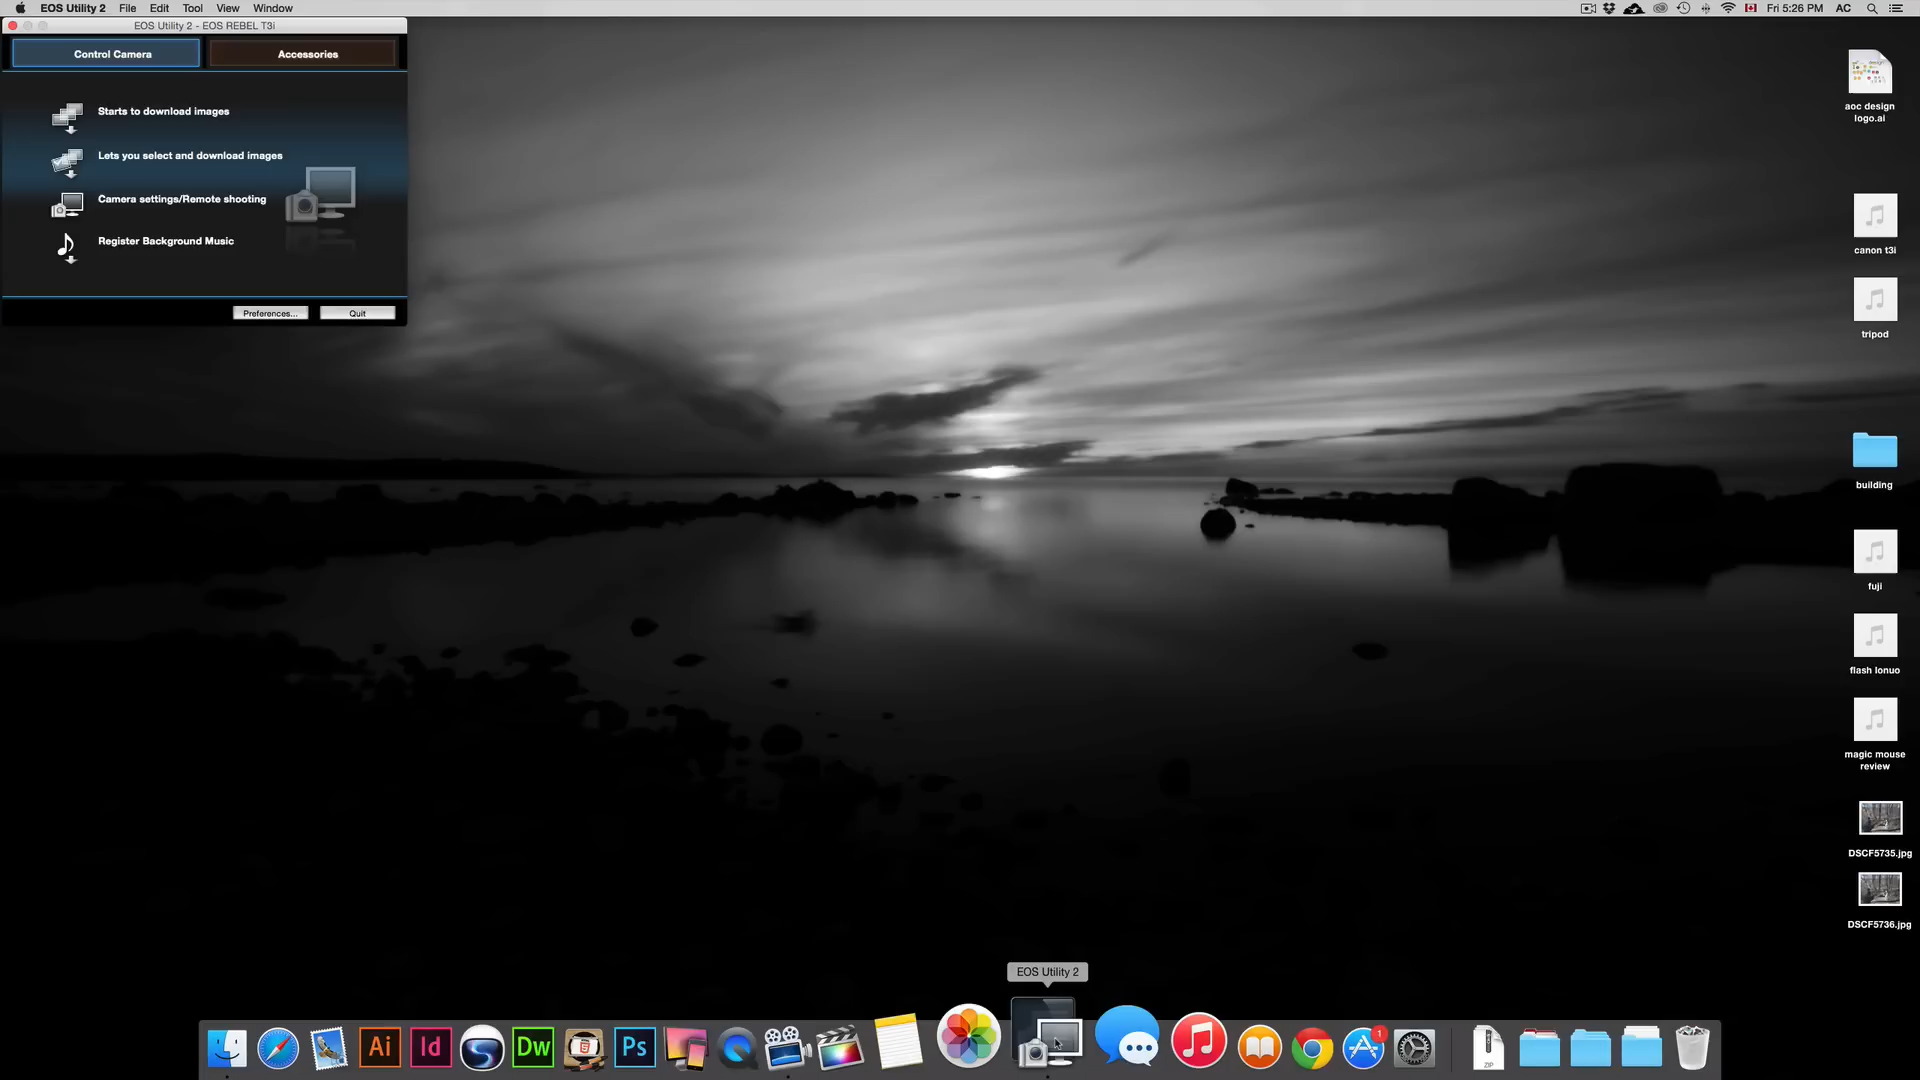 EOS Utility 2 File Edit Tool View Window
Fri 5:26 PM AC
EOS Utility 2 - EOS REBEL T3i
Control Camera
Accessories
Starts to download images
Lets you select and download images
Camera settings/Remote shooting
Register Background Music
Preferences...
Quit
aoc design
logo.ai
canon t3i
tripod
building
fuji
flash lonuo
magic mouse
review
DSCF5735.jpg
DSCF5736.jpg
EOS Utility 2
Ai
Id
Dw
Ps
1
ZIP